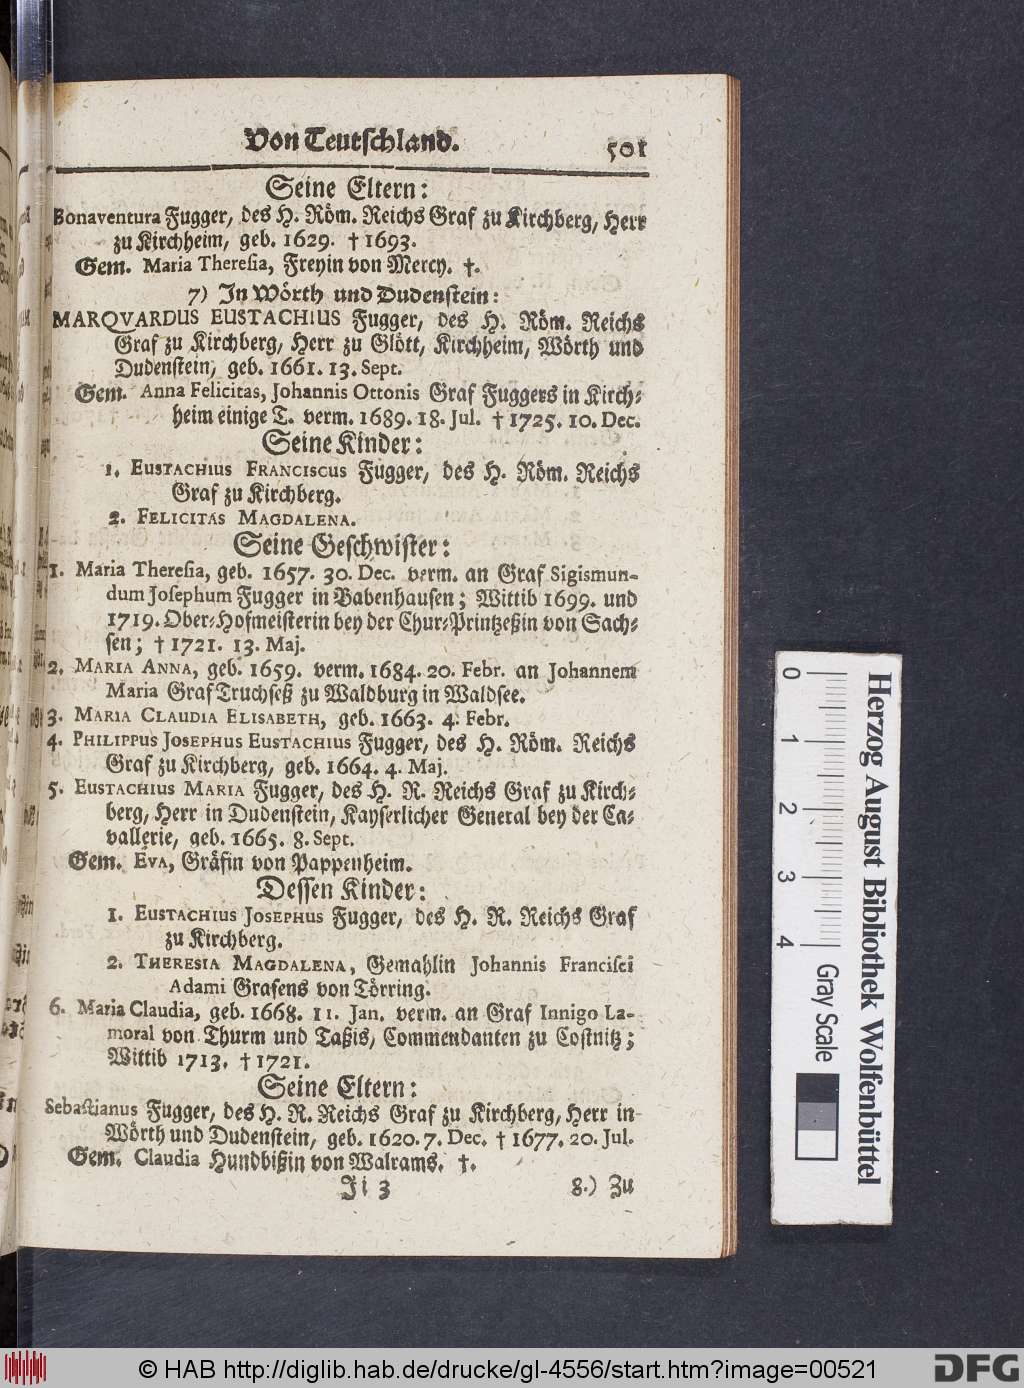 Von Teutschland. 501
Seine Eltern:
Bonaventura Fugger, des H. Röm. Reichs Graf zu Kirchberg, Herr
zu Kirchheim, geb. 1629. † 1693.
Gem. Maria Theresia, Freyin von Mercy. †.
7) In Wörth und Dudenstein:
MARQVARDUS EUSTACHIUS Fugger, des H. Röm. Reichs
Graf zu Kirchberg, Herr zu Glött, Kirchheim, Wörth und
Dudenstein, geb. 1661. 13. Sept.
Gem. Anna Felicitas, Johannis Ottonis Graf Fuggers in Kirch-
heim einige T. verm. 1689. 18. Jul. † 1725. 10. Dec.
Seine Kinder:
1. EUSTACHIUS FRANCISCUS Fugger, des H. Röm. Reichs
Graf zu Kirchberg.
2. FELICITAS MAGDALENA.
Seine Geschwister:
1. Maria Theresia, geb. 1657. 30. Dec. verm. an Graf Sigismun-
dum Josephum Fugger in Babenhausen; Wittib 1699. und
1719. Ober-Hofmeisterin bey der Chur-Printzeßin von Sach-
sen; † 1721. 13. Maj.
2. MARIA ANNA, geb. 1659. verm. 1684. 20. Febr. an Johannem
Maria Graf Truchseß zu Waldburg in Waldsee.
3. MARIA CLAUDIA ELISABETH, geb. 1663. 4. Febr.
4. PHILIPPUS JOSEPHUS EUSTACHIUS Fugger, des H. Röm. Reichs
Graf zu Kirchberg, geb. 1664. 4. Maj.
5. EUSTACHIUS MARIA Fugger, des H. R. Reichs Graf zu Kirch-
berg, Herr in Dudenstein, Kayserlicher General bey der Ca-
vallerie, geb. 1665. 8. Sept.
Gem. EVA, Gräfin von Pappenheim.
Dessen Kinder:
1. EUSTACHIUS JOSEPHUS Fugger, des H. R. Reichs Graf
zu Kirchberg.
2. THERESIA MAGDALENA, Gemahlin Johannis Francisci
Adami Grafens von Törring.
6. Maria Claudia, geb. 1668. 11. Jan. verm. an Graf Innigo La-
moral von Thurm und Taßis, Commendanten zu Costnitz;
Wittib 1713. † 1721.
Seine Eltern:
Sebastianus Fugger, des H. R. Reichs Graf zu Kirchberg, Herr in
Wörth und Dudenstein, geb. 1620. 7. Dec. † 1677. 20. Jul.
Gem. Claudia Hundbißin von Walrams. †.
Ji 3 8.) Zu
0 1 2 3 4 Gray Scale
Herzog August Bibliothek Wolfenbüttel
© HAB http://diglib.hab.de/drucke/gl-4556/start.htm?image=00521
DFG